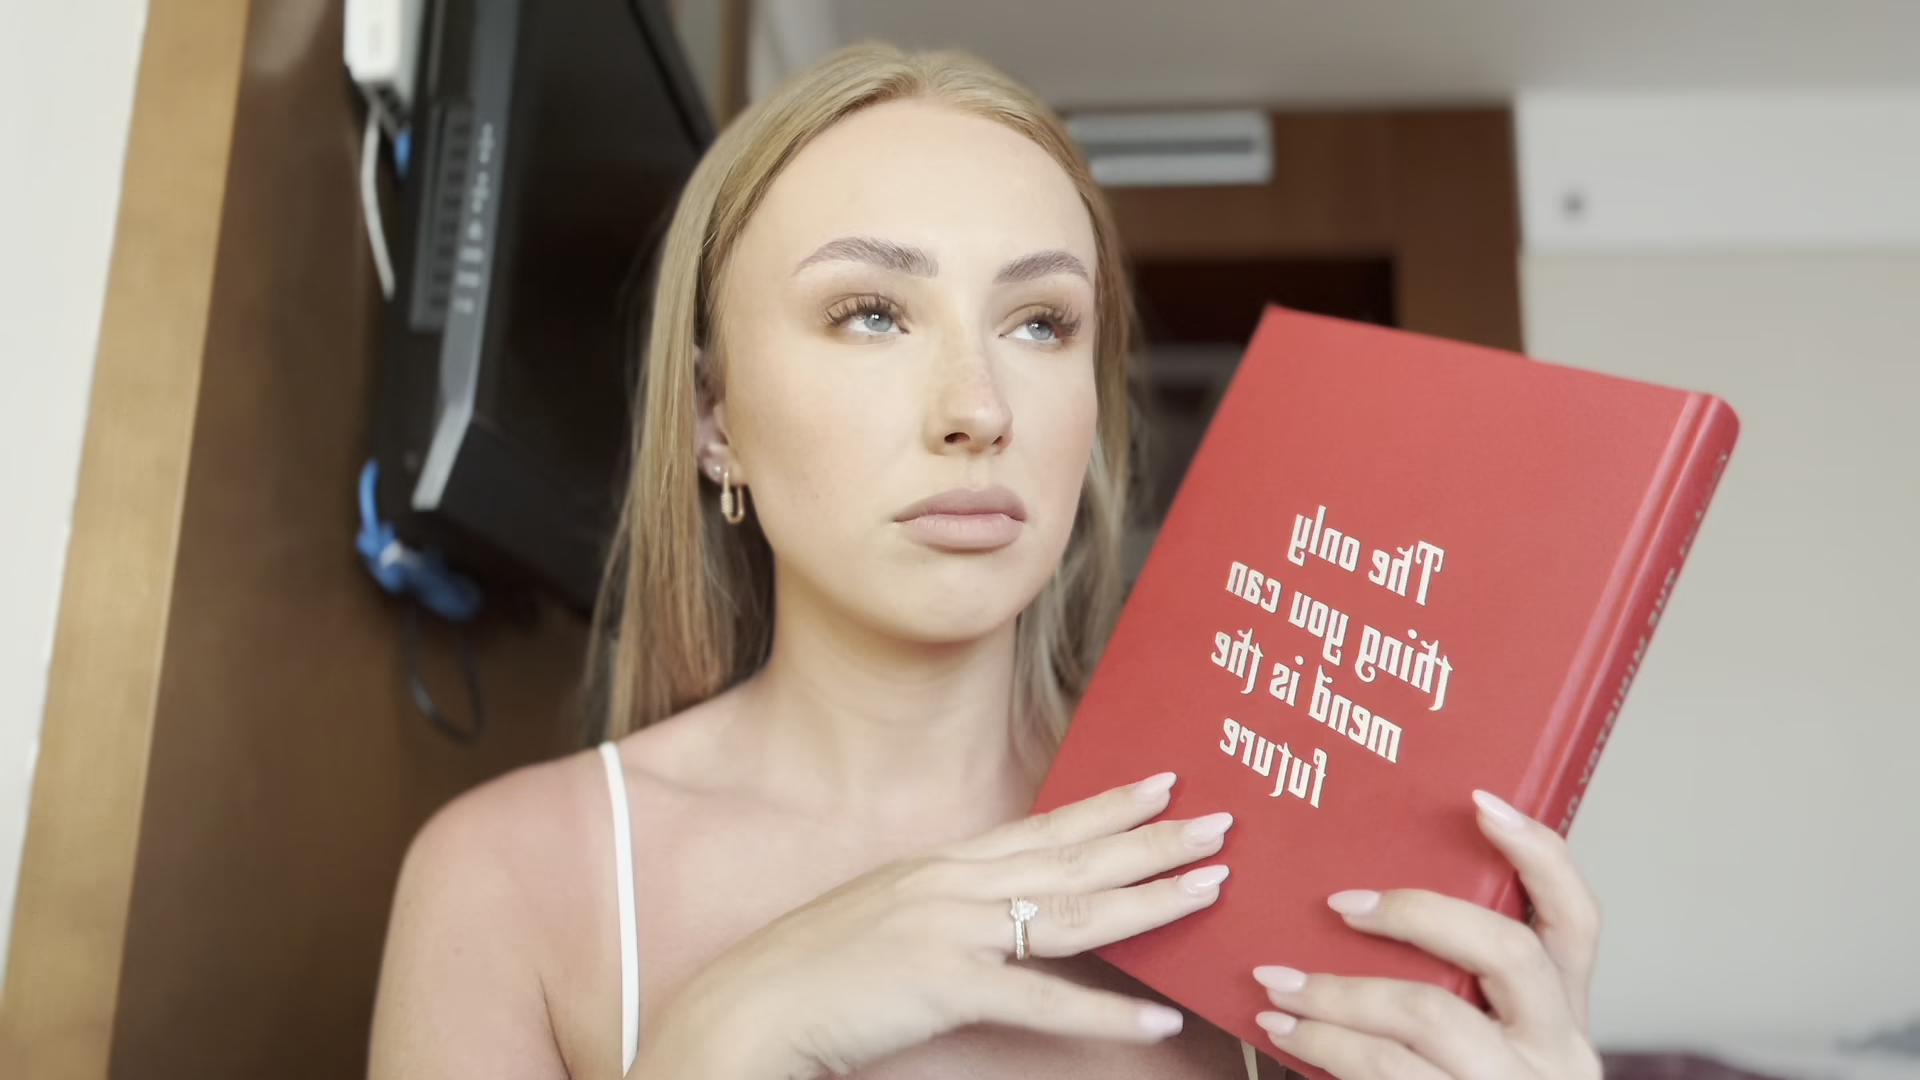 The only
thing you can
mend is the
future